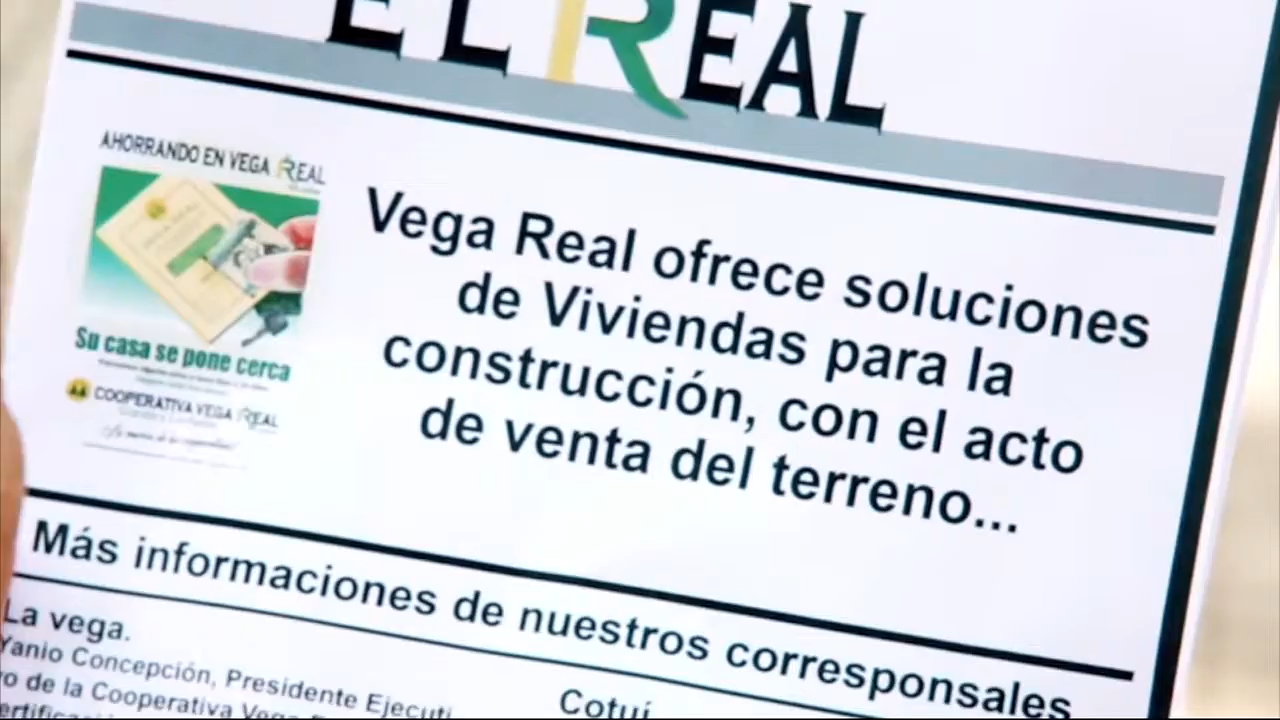 EL REAL
AHORRANDO EN VEGA REAL
Su casa se pone cerca
COOPERATIVA VEGA REAL
Vega Real ofrece soluciones
de Viviendas para la
construcción, con el acto
de venta del terreno...
Más informaciones de nuestros corresponsales
La vega.
Yanio Concepción, Presidente Ejecuti
vo de la Cooperativa Vega
Cotuí